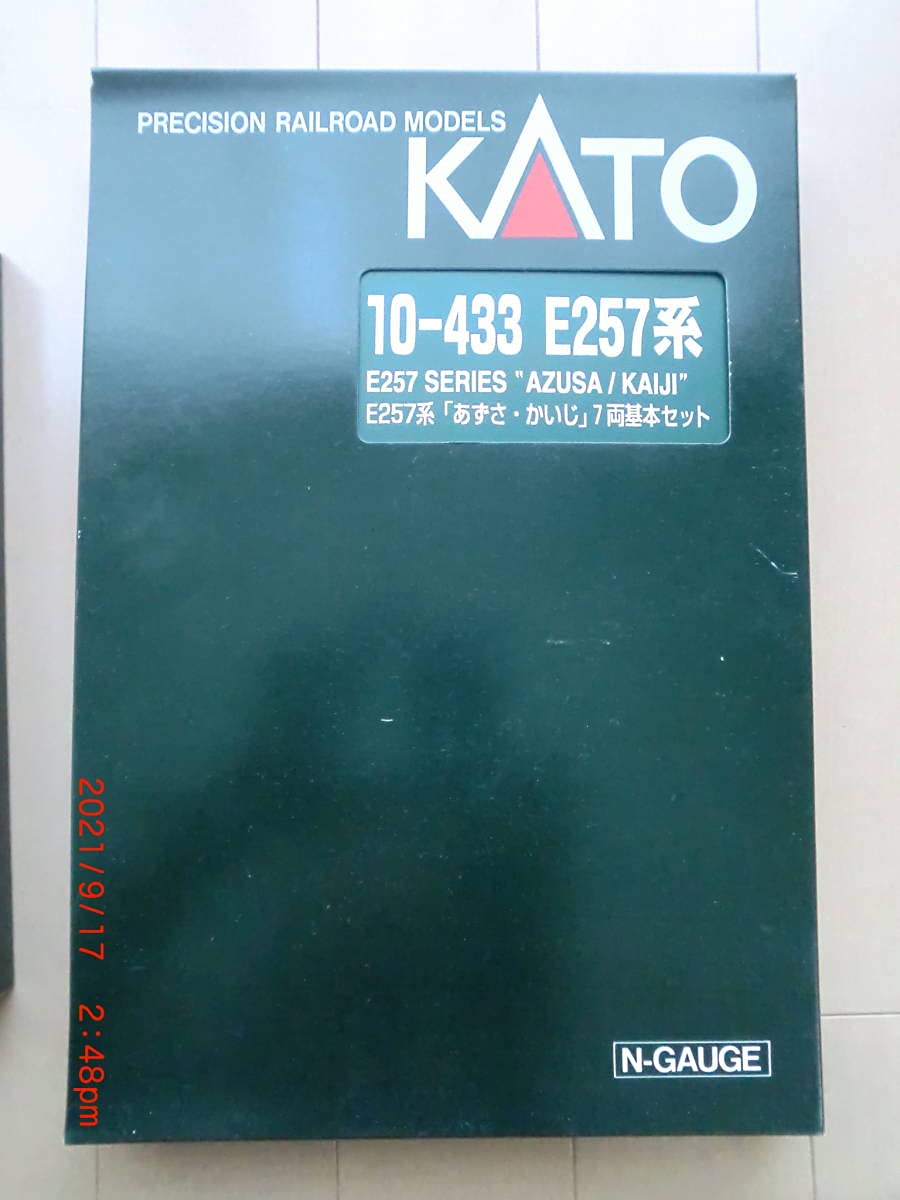 PRECISION RAILROAD MODELS
KATO
10-433 E257系
E257 SERIES "AZUSA / KAIJI"
E257系「あずさ・かいじ」7両基本セット
N-GAUGE
2021/9/17 2:48pm